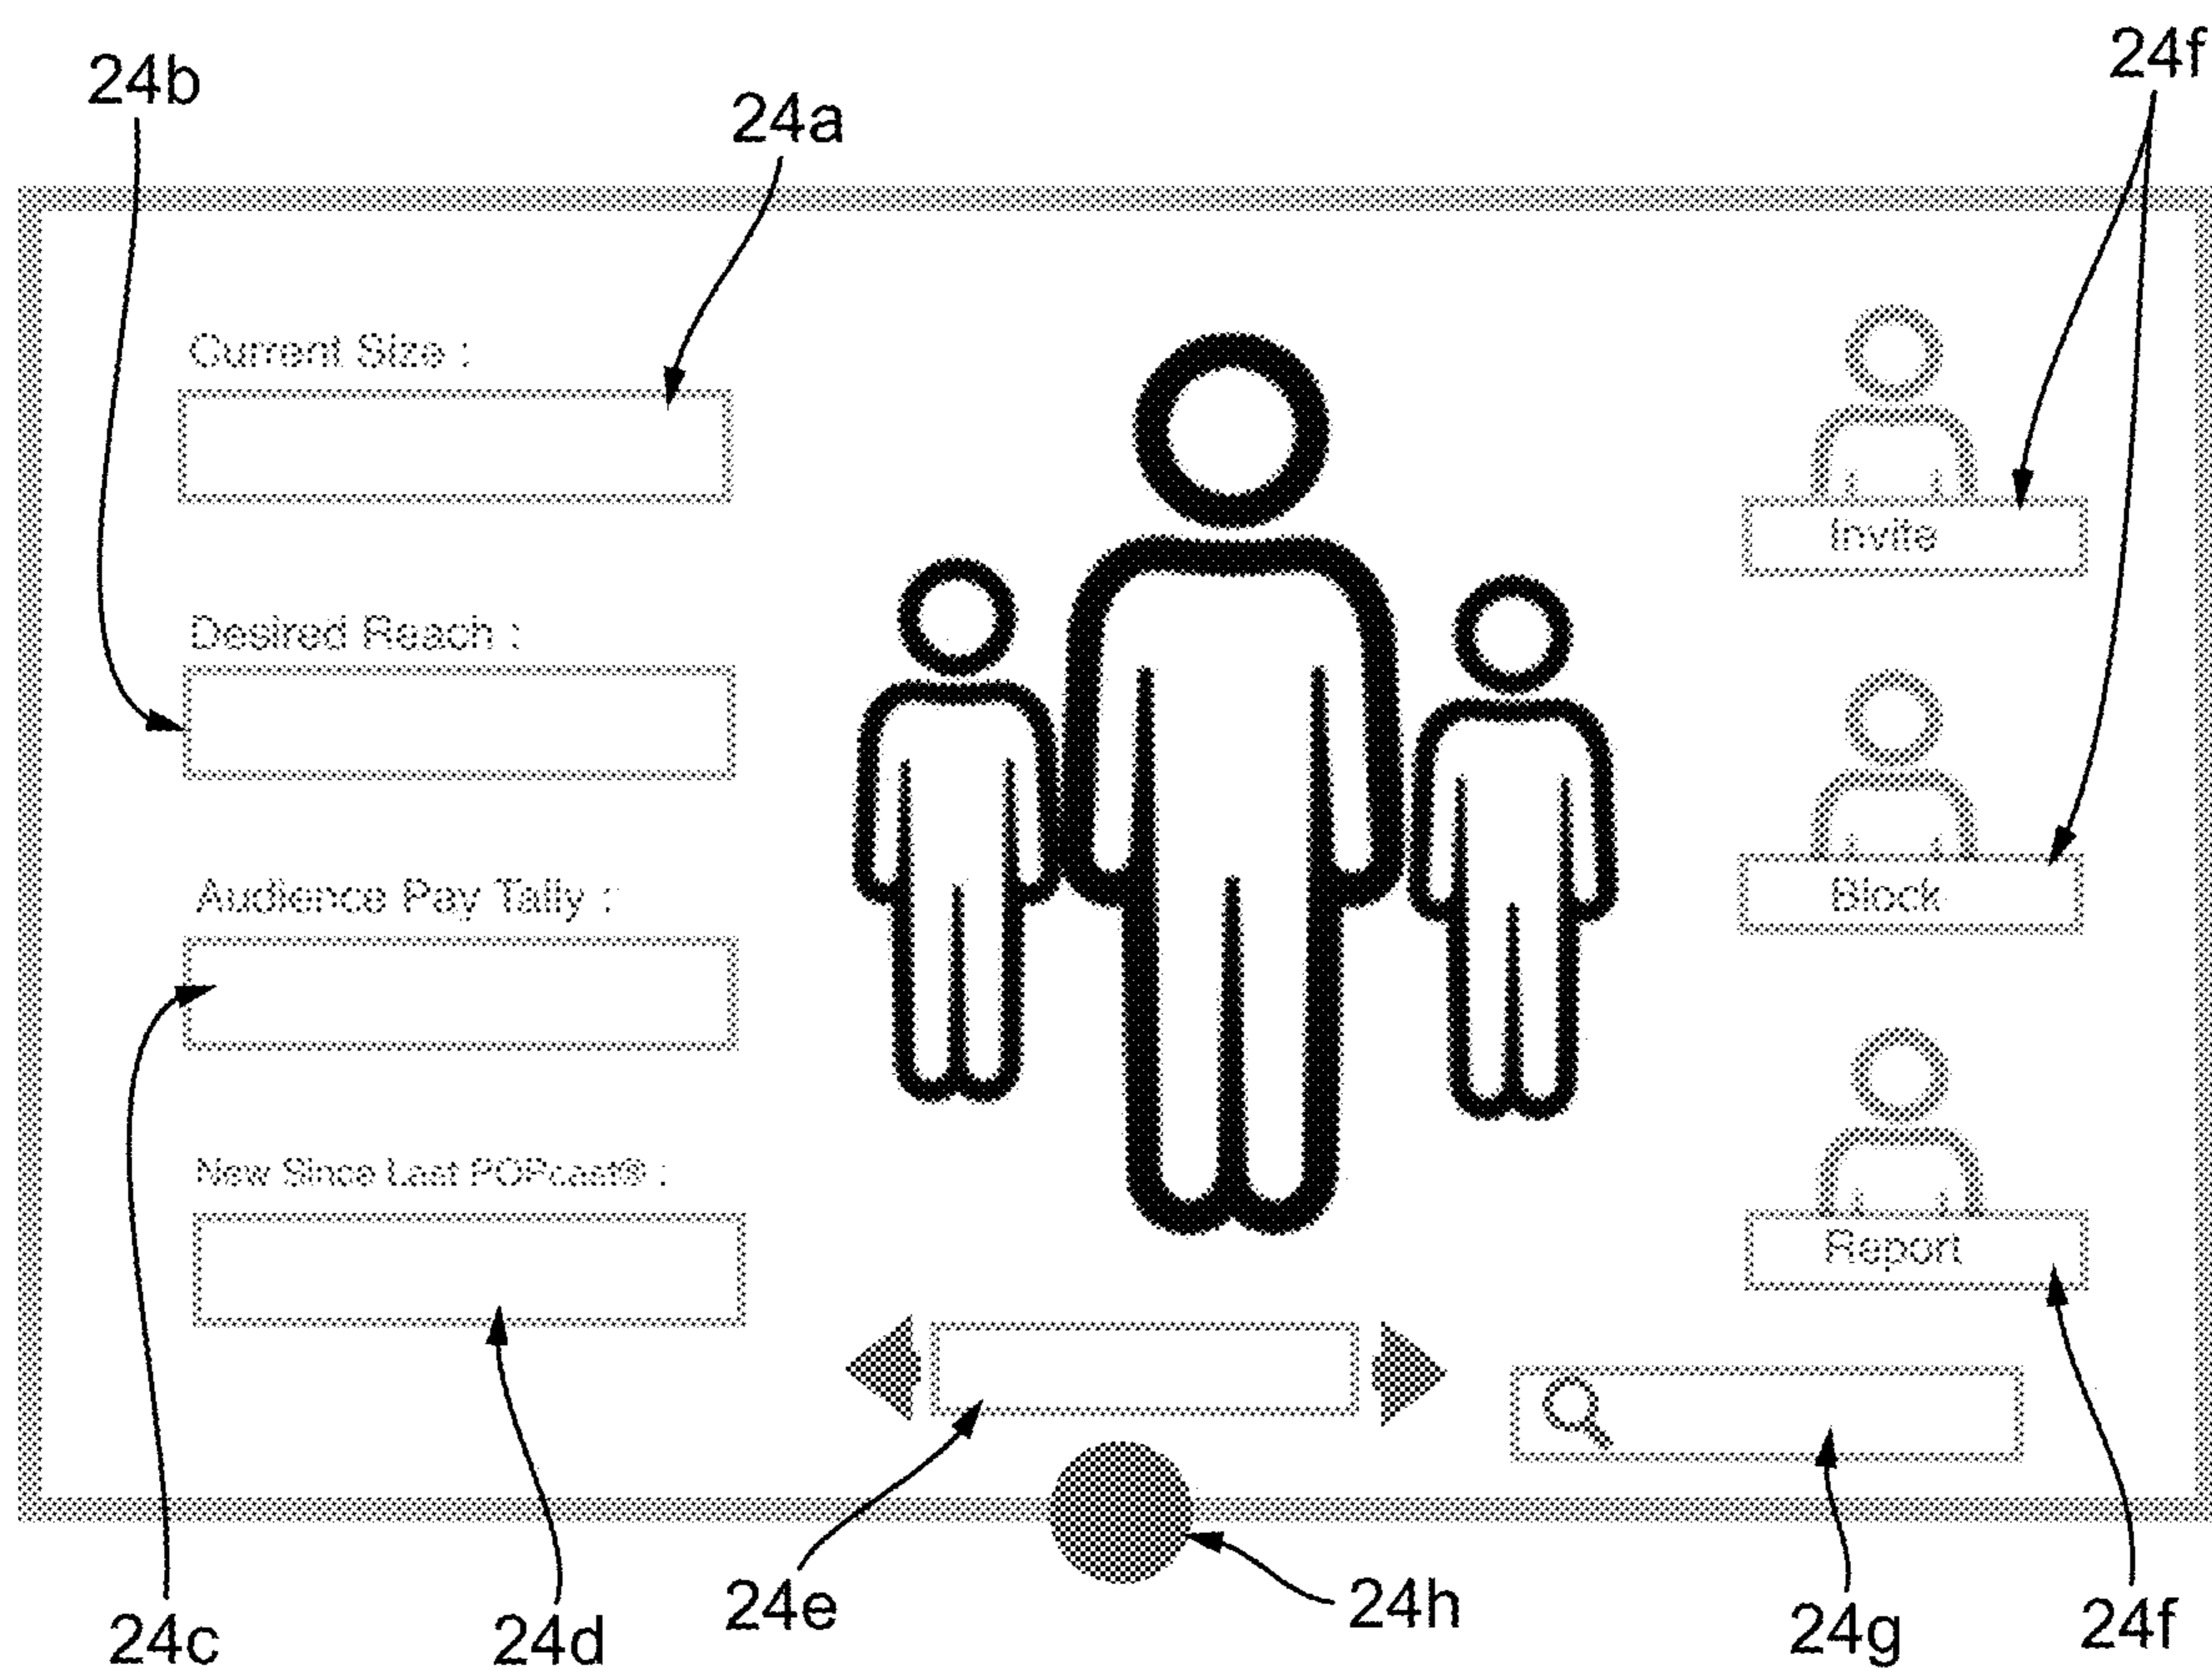 24b
24a
24f
Current Size :
Invite
Desired Reach :
Block
Audience Pay Tally :
New Since Last POPcast® :
Report
24e
24h
24c
24d
24g
24f